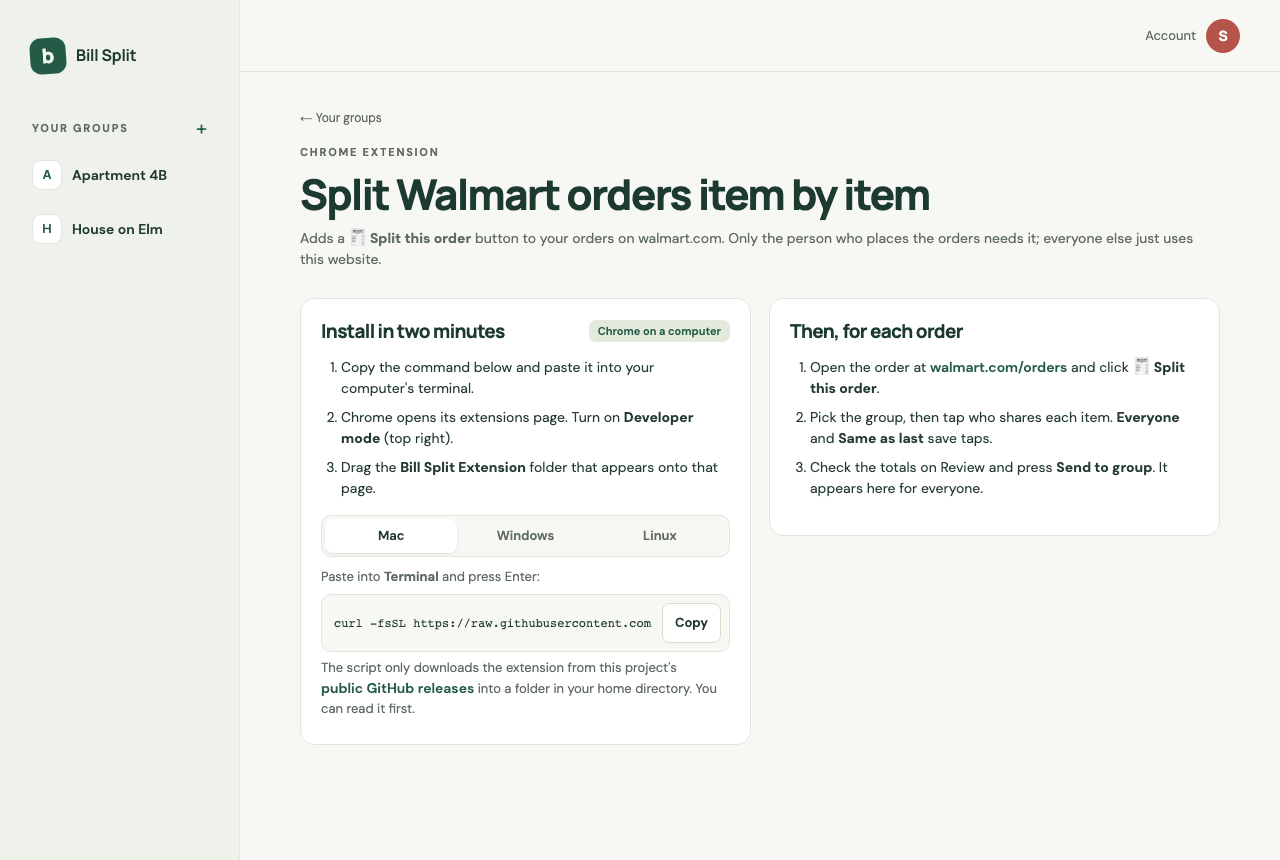 b
Bill Split
Account
S
YOUR GROUPS
+
A
Apartment 4B
H
House on Elm
← Your groups
CHROME EXTENSION
Split Walmart orders item by item
Adds a 🧾 Split this order button to your orders on walmart.com. Only the person who places the orders needs it; everyone else just uses
this website.
Install in two minutes
Chrome on a computer
1. Copy the command below and paste it into your
computer's terminal.
2. Chrome opens its extensions page. Turn on Developer
mode (top right).
3. Drag the Bill Split Extension folder that appears onto that
page.
Mac
Windows
Linux
Paste into Terminal and press Enter:
curl -fsSL https://raw.githubusercontent.com
Copy
The script only downloads the extension from this project's
public GitHub releases into a folder in your home directory. You
can read it first.
Then, for each order
1. Open the order at walmart.com/orders and click 🧾 Split
this order.
2. Pick the group, then tap who shares each item. Everyone
and Same as last save taps.
3. Check the totals on Review and press Send to group. It
appears here for everyone.